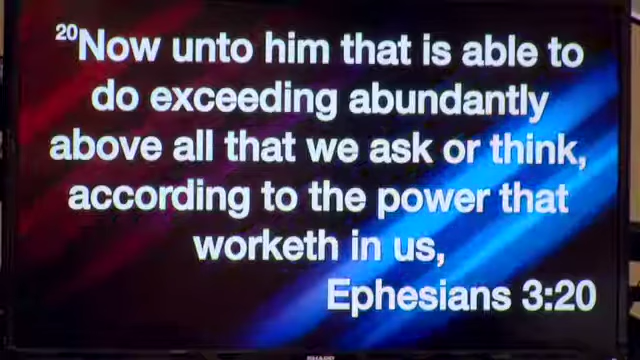 20Now unto him that is able to
do exceeding abundantly
above all that we ask or think,
according to the power that
worketh in us,
Ephesians 3:20
SHARP